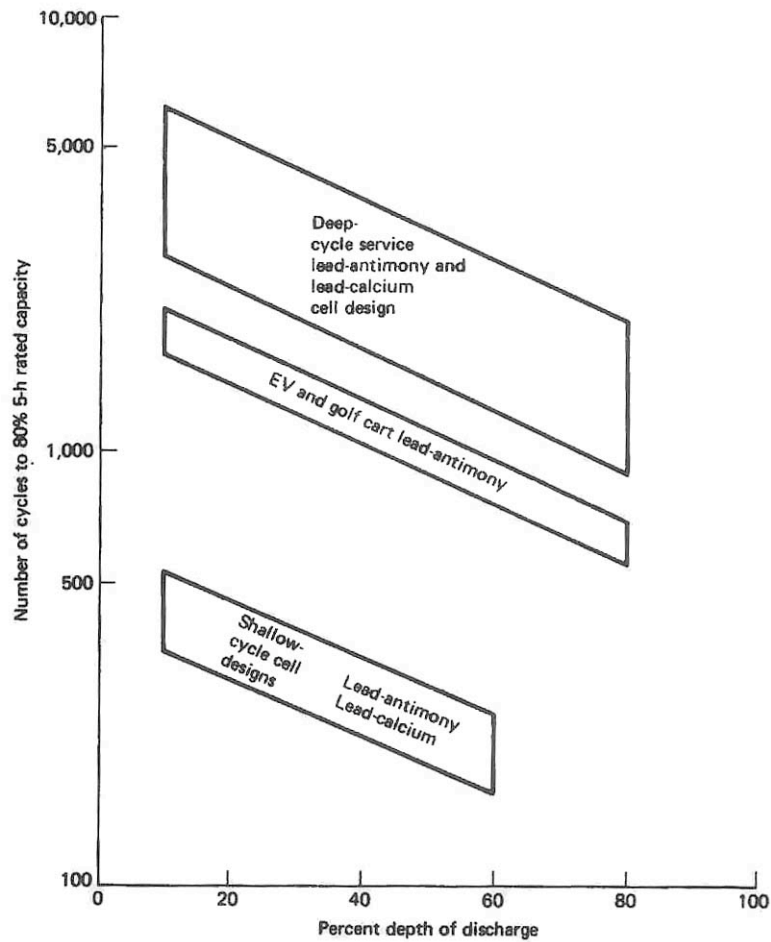 10,000
5,000
1,000
500
100
Number of cycles to 80% 5-h rated capacity
Deep-
cycle service
lead-antimony and
lead-calcium
cell design
EV and golf cart lead-antimony
Shallow-
cycle cell
designs
Lead-antimony
Lead-calcium
0 20 40 60 80 100
Percent depth of discharge